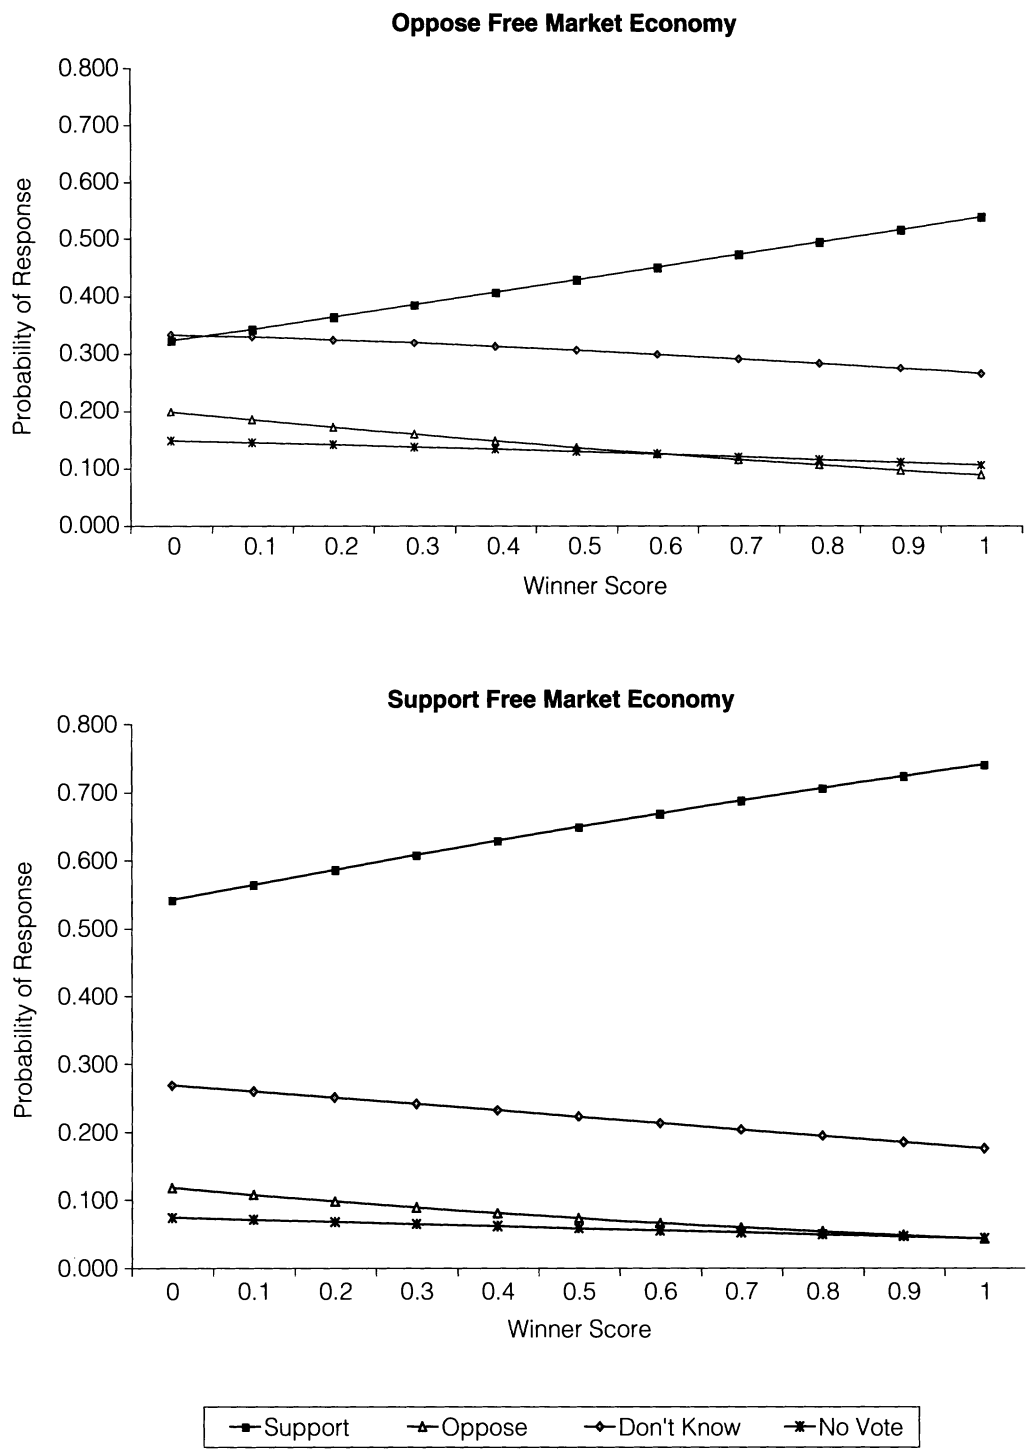 Oppose Free Market Economy
0.800
0.700
0.600
0.500
0.400
0.300
0.200
0.100
0.000
Probability of Response
0 0.1 0.2 0.3 0.4 0.5 0.6 0.7 0.8 0.9 1
Winner Score
Support Free Market Economy
0.800
0.700
0.600
0.500
0.400
0.300
0.200
0.100
0.000
Probability of Response
0 0.1 0.2 0.3 0.4 0.5 0.6 0.7 0.8 0.9 1
Winner Score
Support Oppose Don't Know No Vote